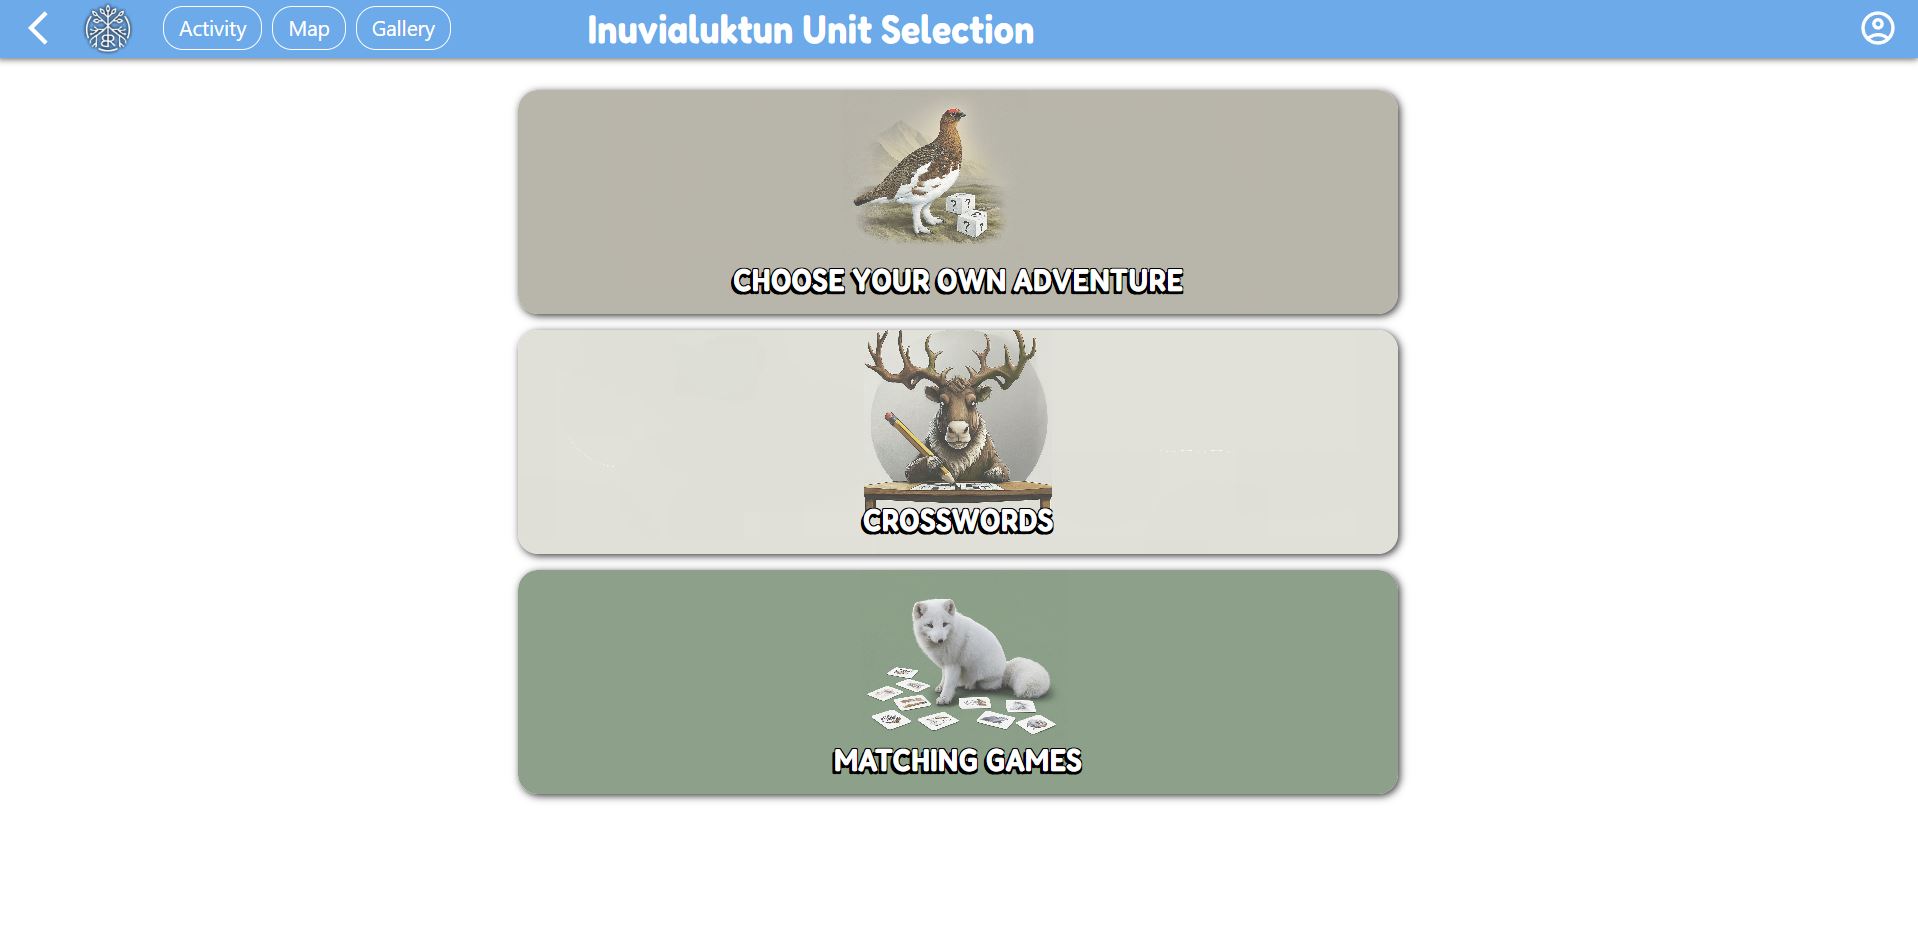 Activity
Map
Gallery
Inuvialuktun Unit Selection
? ?
? ?
CHOOSE YOUR OWN ADVENTURE
CROSSWORDS
MATCHING GAMES